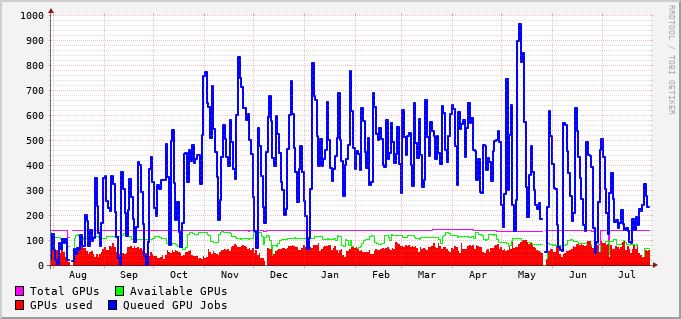 1000
900
800
700
600
500
400
300
200
100
0
Aug Sep Oct Nov Dec Jan Feb Mar Apr May Jun Jul
Total GPUs Available GPUs
GPUs used Queued GPU Jobs
RRDTOOL / TOBI OETIKER